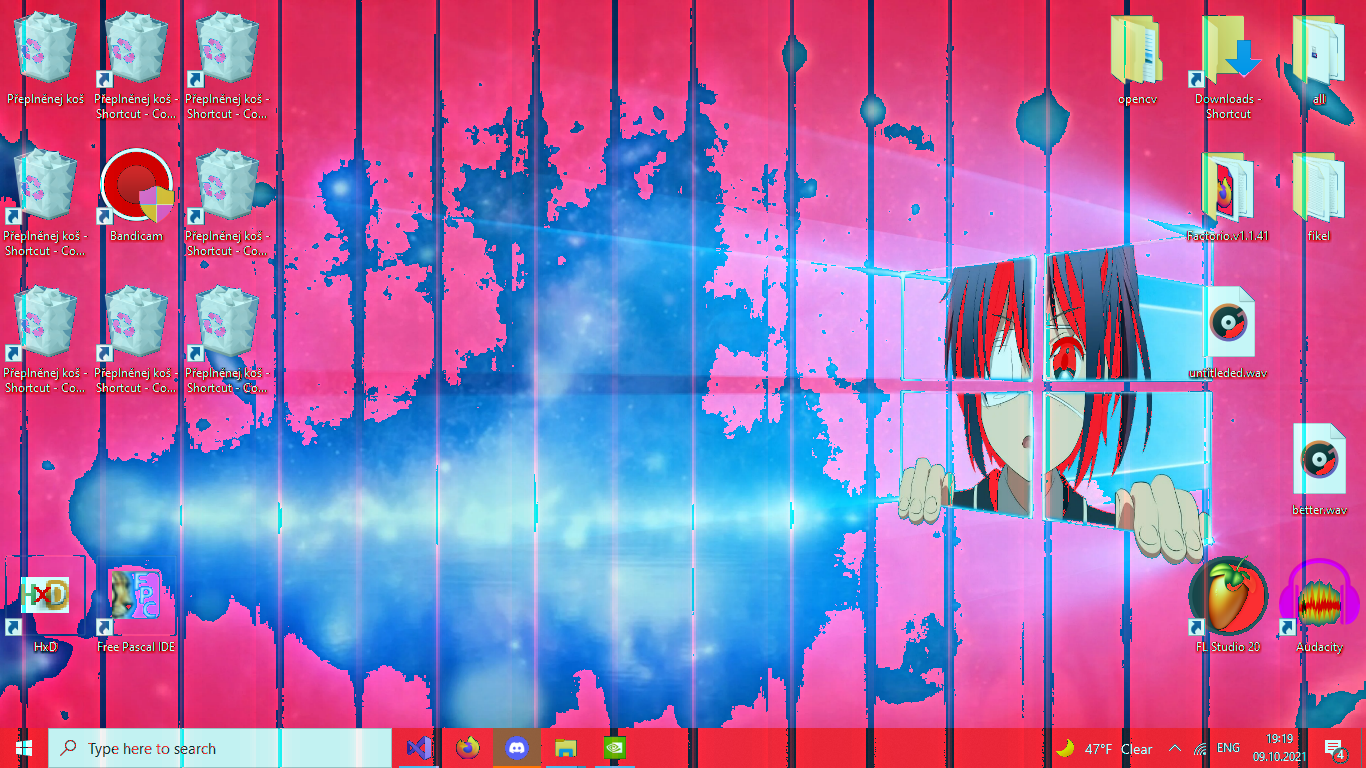 Přeplněnej koš
Přeplněnej koš -
Shortcut - Co...
Přeplněnej koš -
Shortcut - Co...
opencv
Downloads -
Shortcut
all
Přeplněnej koš -
Shortcut - Co...
Bandicam
Přeplněnej koš -
Shortcut - Co...
Factorio.v1.1.41
fikel
Přeplněnej koš -
Shortcut - Co...
Přeplněnej koš -
Shortcut - Co...
Přeplněnej koš -
Shortcut - Co...
untitleded.wav
better.wav
HxD
FPC
HxD
Free Pascal IDE
FL Studio 20
Audacity
Type here to search
47°F Clear
ENG
19:19
09.10.2021
4